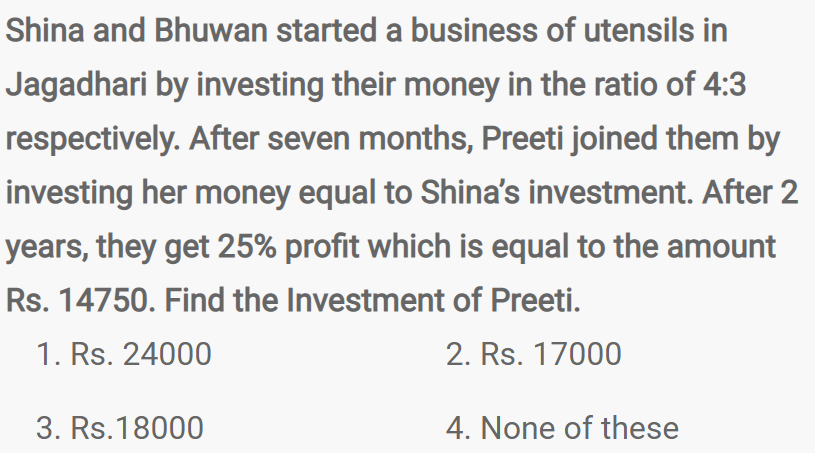 Shina and Bhuwan started a business of utensils in
Jagadhari by investing their money in the ratio of 4:3
respectively. After seven months, Preeti joined them by
investing her money equal to Shina’s investment. After 2
years, they get 25% profit which is equal to the amount
Rs. 14750. Find the Investment of Preeti.
1. Rs. 24000 2. Rs. 17000
3. Rs.18000 4. None of these